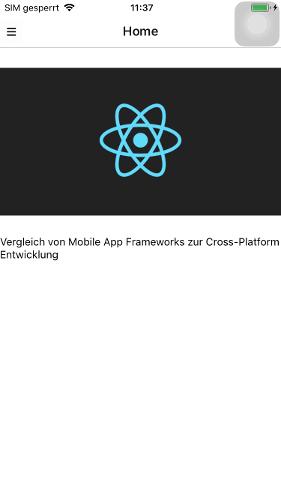 SIM gesperrt 11:37
Home
Vergleich von Mobile App Frameworks zur Cross-Platform
Entwicklung